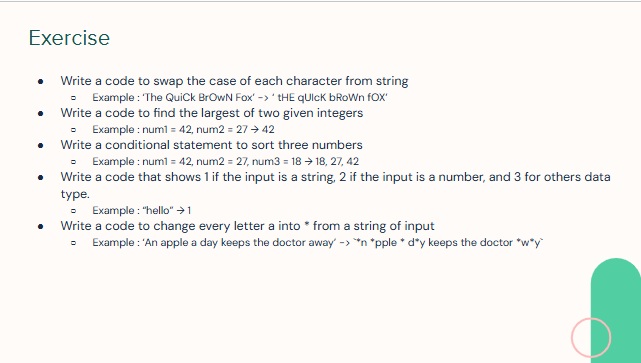 Exercise
● Write a code to swap the case of each character from string
○ Example : 'The QuiCk BrOwN Fox' -> ' tHE qUIcK bRoWn fOX'
● Write a code to find the largest of two given integers
○ Example : num1 = 42, num2 = 27 → 42
● Write a conditional statement to sort three numbers
○ Example : num1 = 42, num2 = 27, num3 = 18 → 18, 27, 42
● Write a code that shows 1 if the input is a string, 2 if the input is a number, and 3 for others data
type.
○ Example : “hello” → 1
● Write a code to change every letter a into * from a string of input
○ Example : 'An apple a day keeps the doctor away' -> `*n *pple * d*y keeps the doctor *w*y`